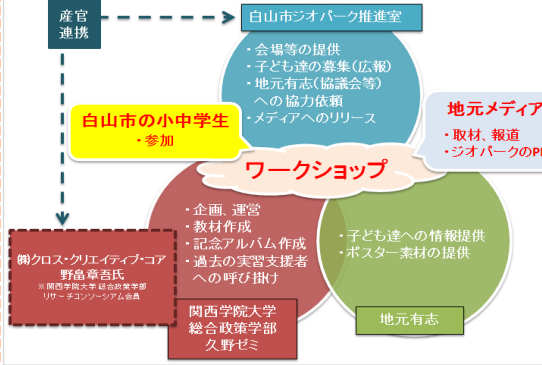 産官
連携
白山市ジオパーク推進室
・会場等の提供
・子ども達の募集(広報)
・地元有志(協議会等)
への協力依頼
・メディアへのリリース
白山市の小中学生
・参加
地元メディア
・取材、報道
・ジオパークのP
ワークショップ
・企画、運営
・教材作成
・記念アルバム作成
・過去の実習支援者
への呼び掛け
・子ども達への情報提供
・ポスター素材の提供
㈱クロス・クリエイティブ・コア
野畠章吾氏
※関西学院大学 総合政策学部
リサーチコンソーシアム会員
関西学院大学
総合政策学部
久野ゼミ
地元有志